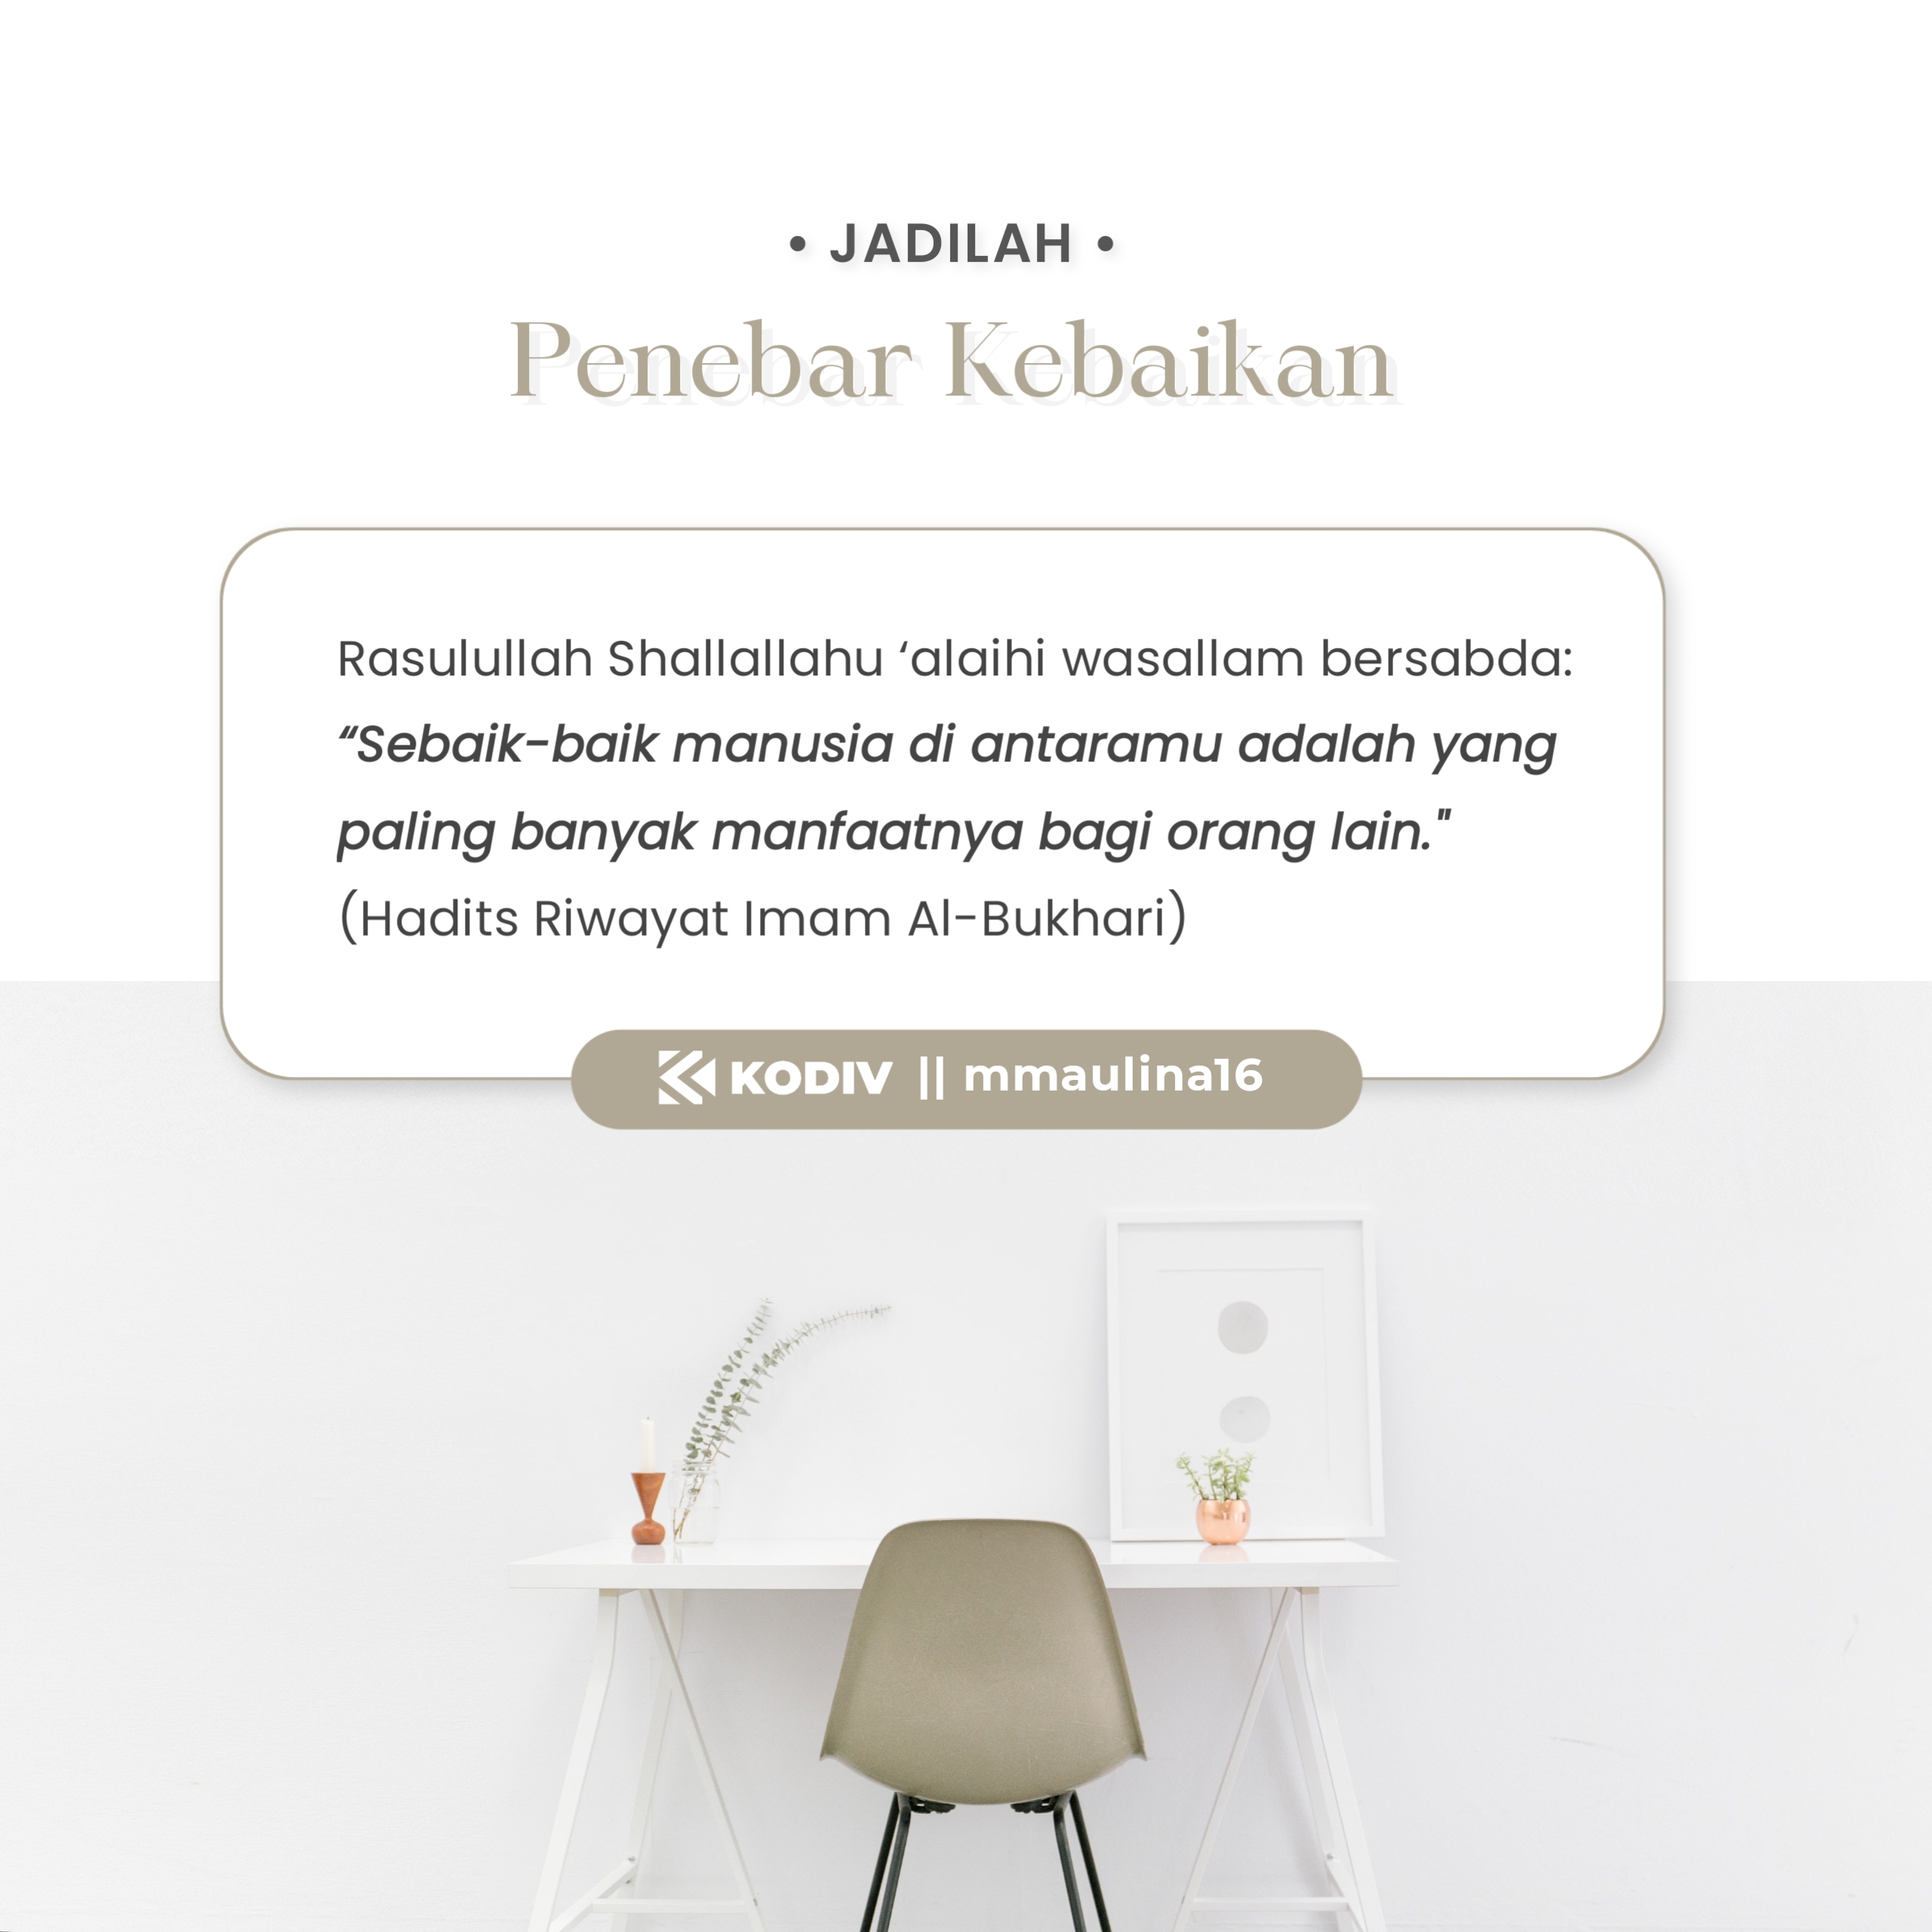 • JADILAH •
Penebar Kebaikan
Rasulullah Shallallahu ‘alaihi wasallam bersabda:
“Sebaik-baik manusia di antaramu adalah yang
paling banyak manfaatnya bagi orang lain."
(Hadits Riwayat Imam Al-Bukhari)
KODIV || mmaulina16